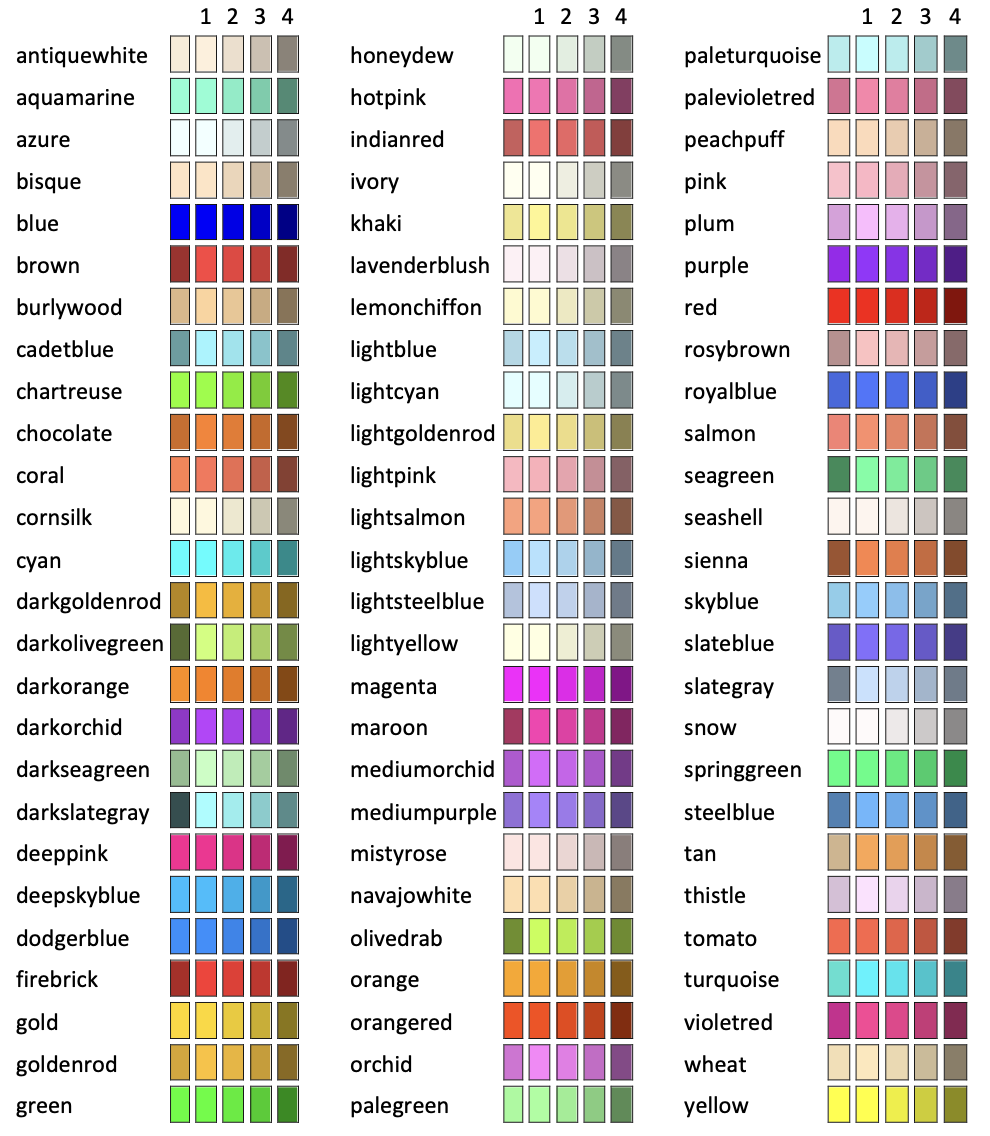 1 2 3 4
antiquewhite
aquamarine
azure
bisque
blue
brown
burlywood
cadetblue
chartreuse
chocolate
coral
cornsilk
cyan
darkgoldenrod
darkolivegreen
darkorange
darkorchid
darkseagreen
darkslategray
deeppink
deepskyblue
dodgerblue
firebrick
gold
goldenrod
green
1 2 3 4
honeydew
hotpink
indianred
ivory
khaki
lavenderblush
lemonchiffon
lightblue
lightcyan
lightgoldenrod
lightpink
lightsalmon
lightskyblue
lightsteelblue
lightyellow
magenta
maroon
mediumorchid
mediumpurple
mistyrose
navajowhite
olivedrab
orange
orangered
orchid
palegreen
1 2 3 4
paleturquoise
palevioletred
peachpuff
pink
plum
purple
red
rosybrown
royalblue
salmon
seagreen
seashell
sienna
skyblue
slateblue
slategray
snow
springgreen
steelblue
tan
thistle
tomato
turquoise
violetred
wheat
yellow